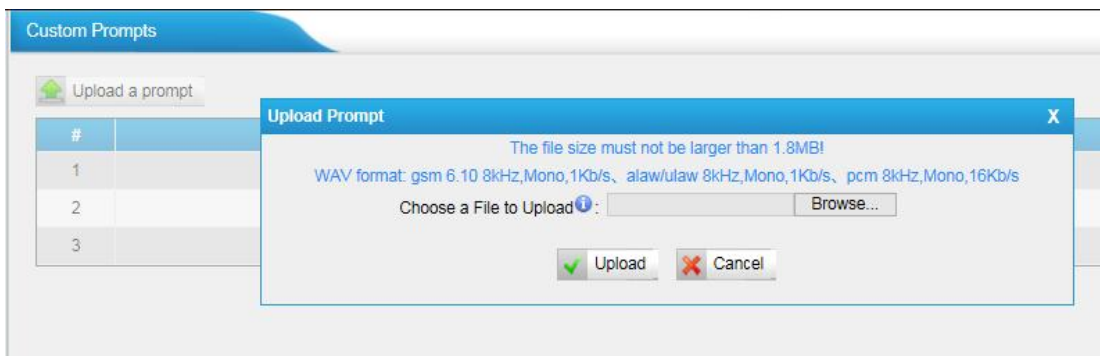 Custom Prompts
Upload a prompt
#
1
2
3
Upload Prompt
X
The file size must not be larger than 1.8MB!
WAV format: gsm 6.10 8kHz,Mono,1Kb/s、alaw/ulaw 8kHz,Mono,1Kb/s、pcm 8kHz,Mono,16Kb/s
Choose a File to Upload :
Browse...
Upload
Cancel